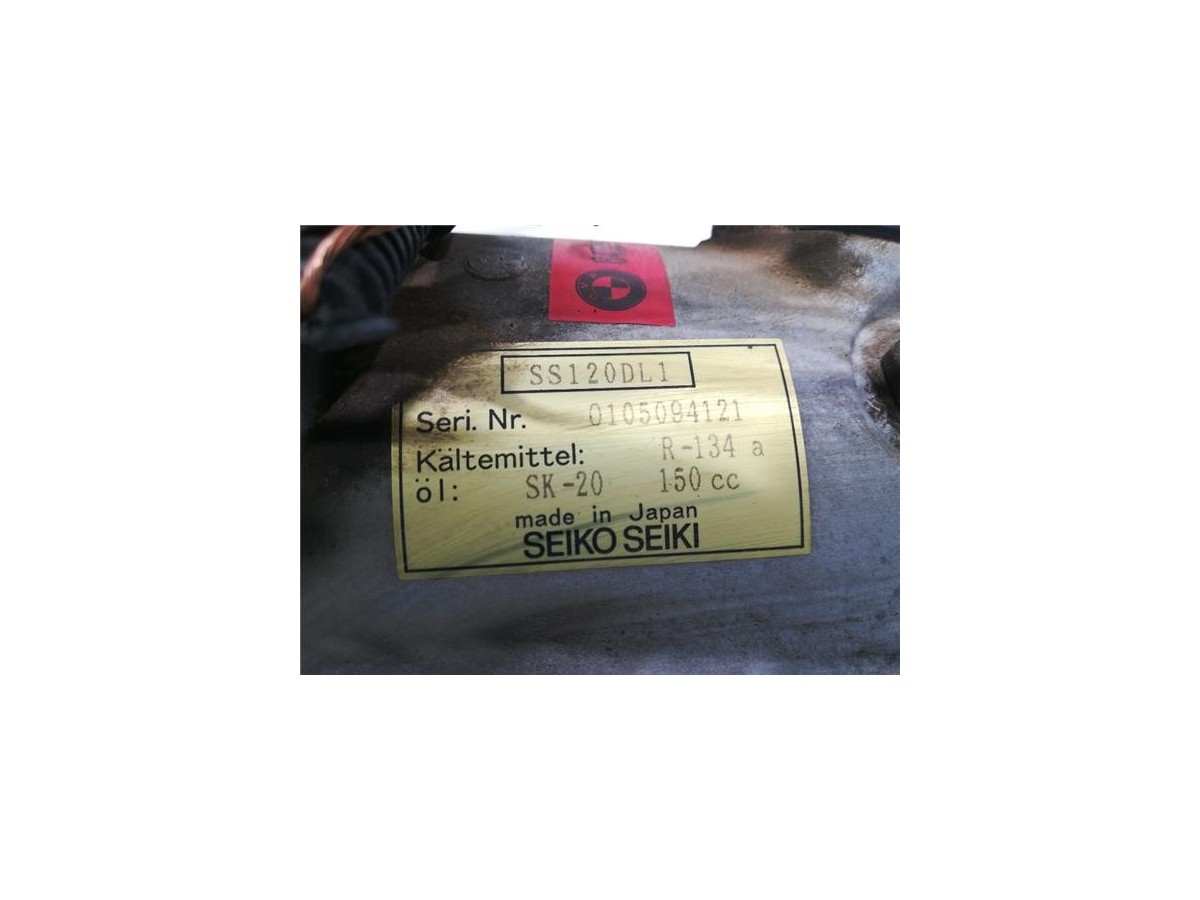 SS120DL1
Seri. Nr. 0105094121
Kältemittel: R-134 a
öl: SK-20 150 cc
made in Japan
SEIKO SEIKI